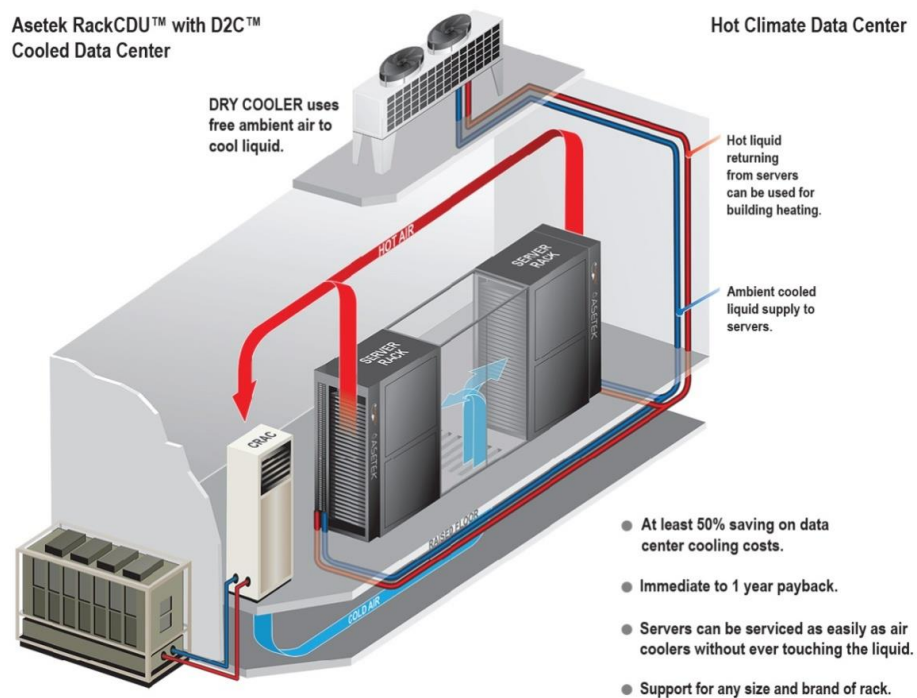 Asetek RackCDU™ with D2C™
Cooled Data Center
Hot Climate Data Center
DRY COOLER uses
free ambient air to
cool liquid.
Hot liquid
returning
from servers
can be used for
building heating.
HOT AIR
SERVER
RACK
ASETEK
Ambient cooled
liquid supply to
servers.
SERVER
RACK
ASETEK
CRAC
RAISED FLOOR
COLD AIR
At least 50% saving on data
center cooling costs.
Immediate to 1 year payback.
Servers can be serviced as easily as air
coolers without ever touching the liquid.
Support for any size and brand of rack.